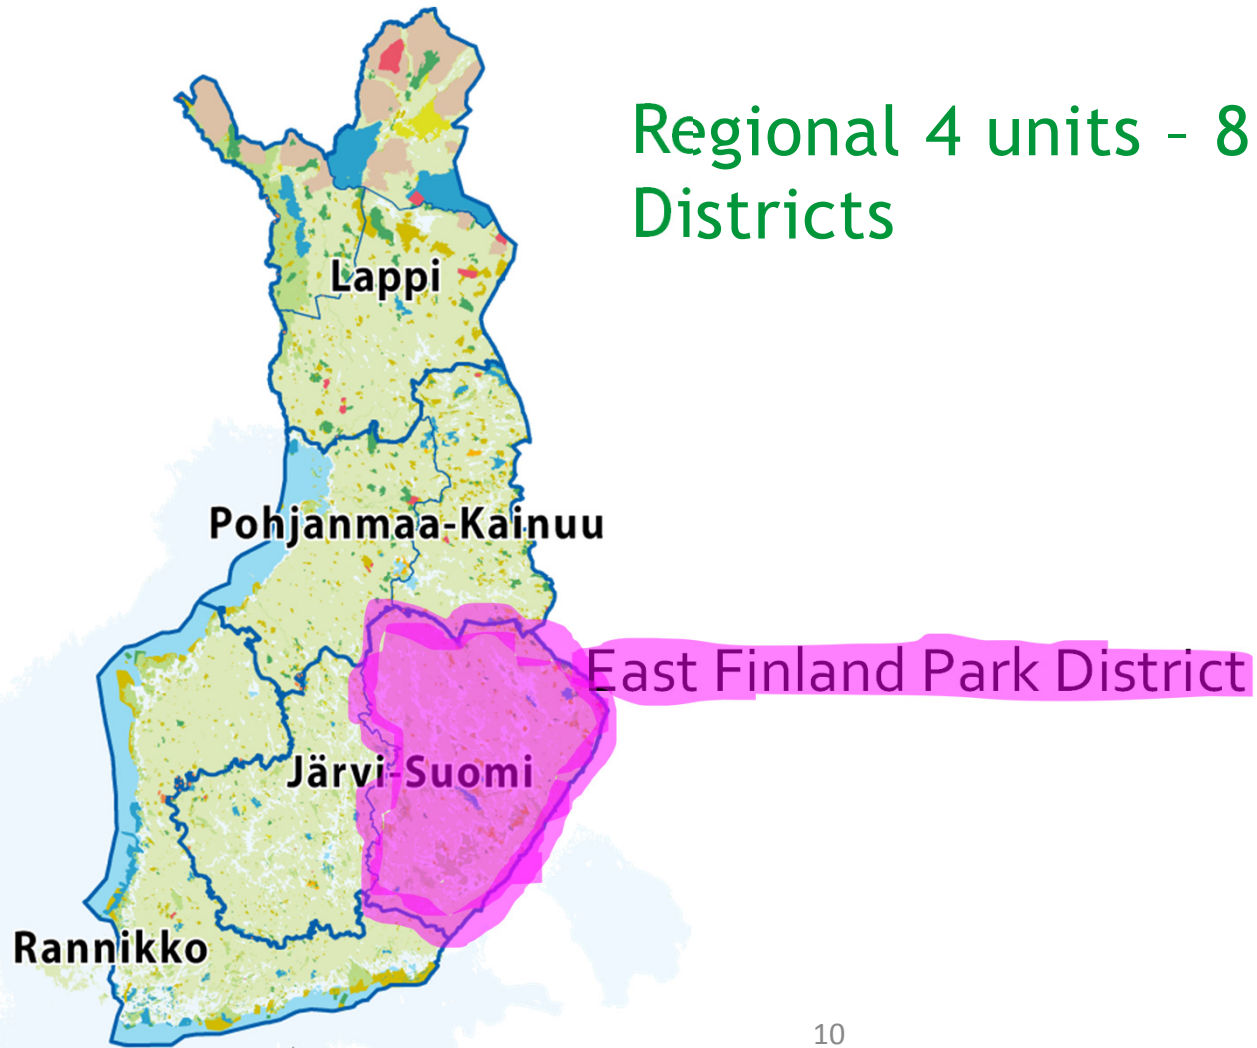 Regional 4 units – 8
Districts
Lappi
Pohjanmaa-Kainuu
East Finland Park District
Järvi-Suomi
Rannikko
10